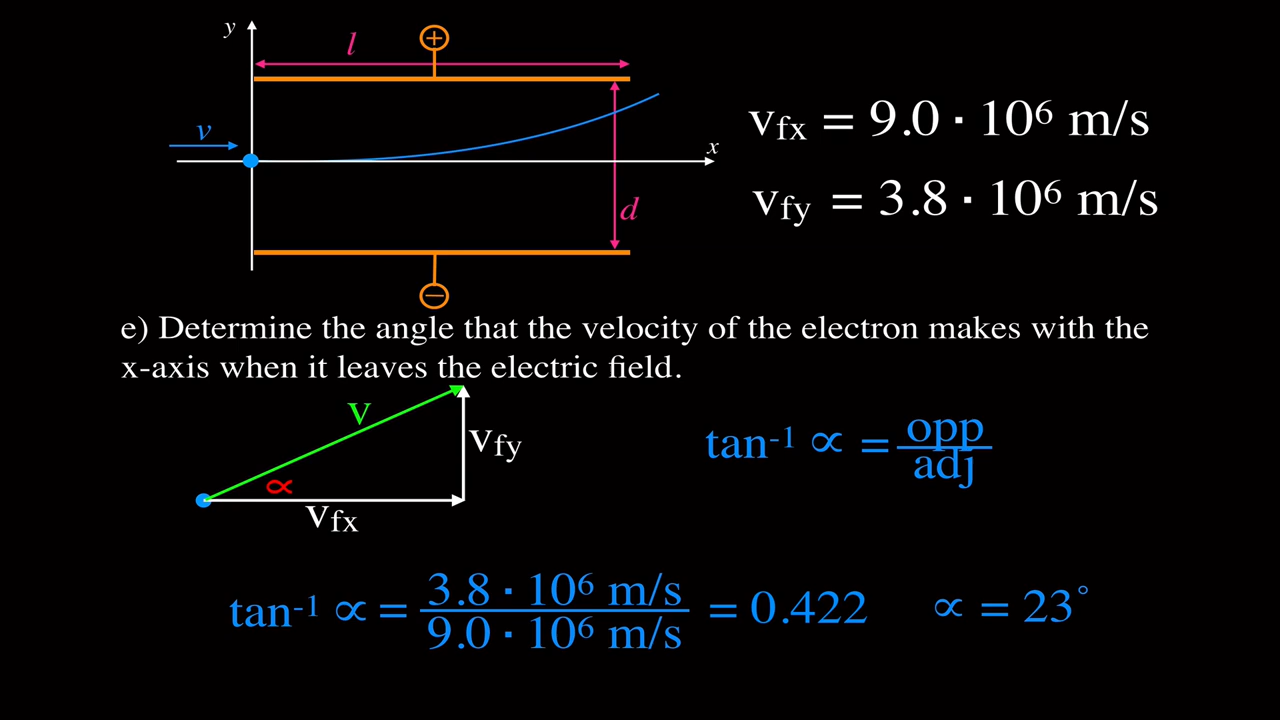 y
l
+
v
x
d
−
v_fx = 9.0 · 10⁶ m/s
v_fy = 3.8 · 10⁶ m/s
e) Determine the angle that the velocity of the electron makes with the
x-axis when it leaves the electric field.
v
v_fy
∝
v_fx
tan⁻¹ ∝ = opp/adj
tan⁻¹ ∝ = 3.8 · 10⁶ m/s / 9.0 · 10⁶ m/s = 0.422 ∝ = 23°